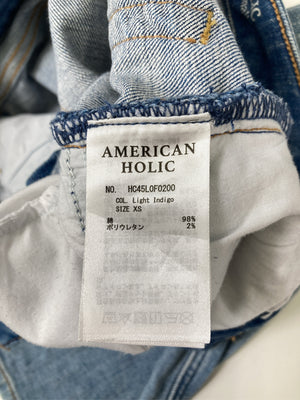 AMERICAN
HOLIC
NO. HC45L0F0200
COL. Light Indigo
SIZE XS
綿 98%
ポリウレタン 2%